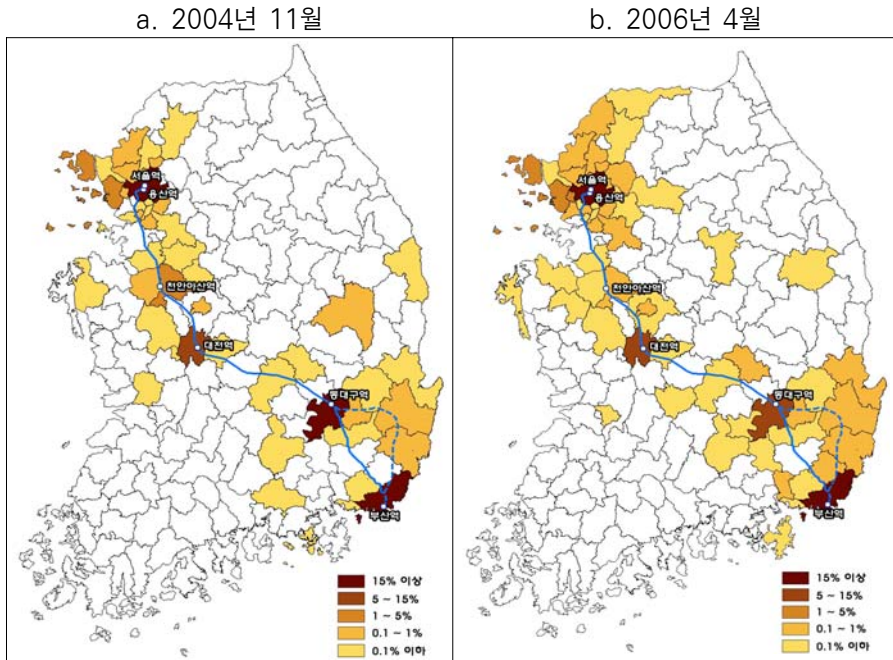 a. 2004년 11월
서울역
용산역
천안아산역
대전역
동대구역
부산역
15% 이상
5 ~ 15%
1 ~ 5%
0.1 ~ 1%
0.1% 이하
b. 2006년 4월
서울역
용산역
천안아산역
대전역
동대구역
부산역
15% 이상
5 ~ 15%
1 ~ 5%
0.1 ~ 1%
0.1% 이하